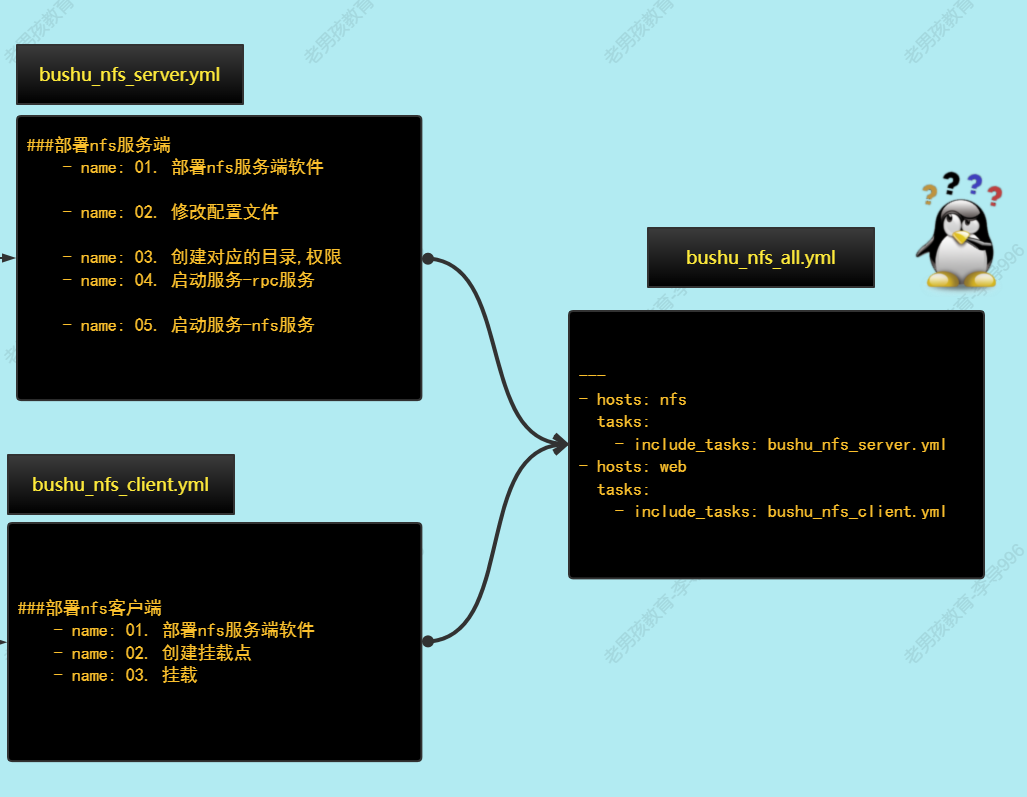 bushu_nfs_server.yml
###部署nfs服务端
- name: 01. 部署nfs服务端软件
- name: 02. 修改配置文件
- name: 03. 创建对应的目录,权限
- name: 04. 启动服务-rpc服务
- name: 05. 启动服务-nfs服务
bushu_nfs_client.yml
###部署nfs客户端
- name: 01. 部署nfs服务端软件
- name: 02. 创建挂载点
- name: 03. 挂载
? ? ? ?
bushu_nfs_all.yml
---
- hosts: nfs
tasks:
- include_tasks: bushu_nfs_server.yml
- hosts: web
tasks:
- include_tasks: bushu_nfs_client.yml
老男孩教育
老男孩教育
老男孩教育
老男孩教育
老男孩教育-李导996
老男孩教育-李导996